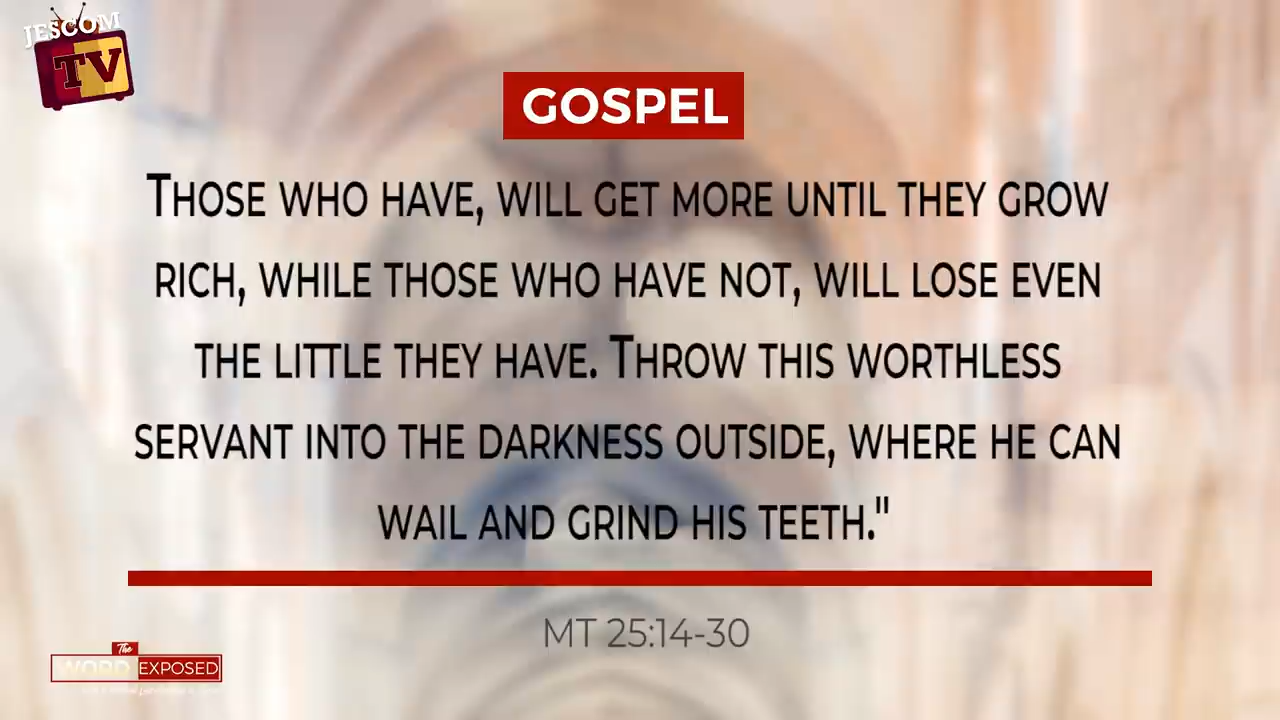 JESCOM
TV
GOSPEL
THOSE WHO HAVE, WILL GET MORE UNTIL THEY GROW
RICH, WHILE THOSE WHO HAVE NOT, WILL LOSE EVEN
THE LITTLE THEY HAVE. THROW THIS WORTHLESS
SERVANT INTO THE DARKNESS OUTSIDE, WHERE HE CAN
WAIL AND GRIND HIS TEETH."
MT 25:14-30
The
WORD EXPOSED